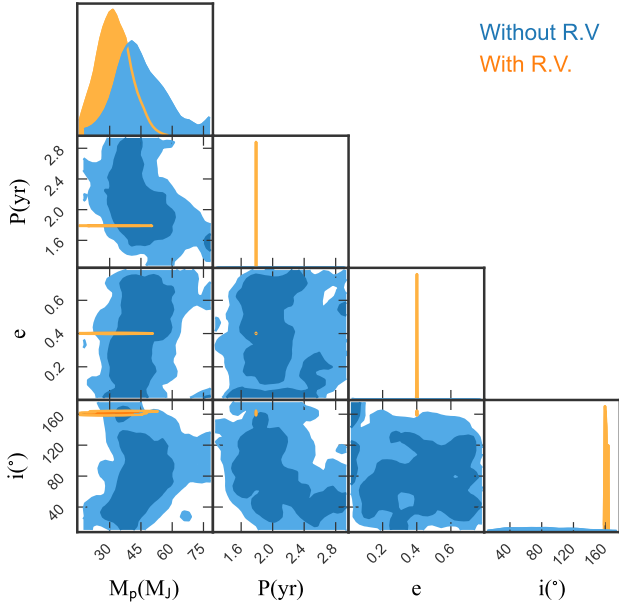 Without R.V
With R.V.
P(yr)
2.8
2.4
2.0
1.6
e
0.6
0.4
0.2
i(°)
160
120
80
40
30 45 60 75 1.6 2.0 2.4 2.8 0.2 0.4 0.6 40 80 120 160
Mp(MJ) P(yr) e i(°)